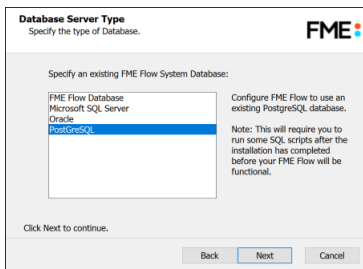 Database Server Type
Specify the type of Database.
FME
Specify an existing FME Flow System Database:
FME Flow Database
Microsoft SQL Server
Oracle
PostGreSQL
Configure FME Flow to use an
existing PostgreSQL database.
Note: This will require you to
run some SQL scripts after the
installation has completed
before your FME Flow will be
functional.
Click Next to continue.
Back
Next
Cancel